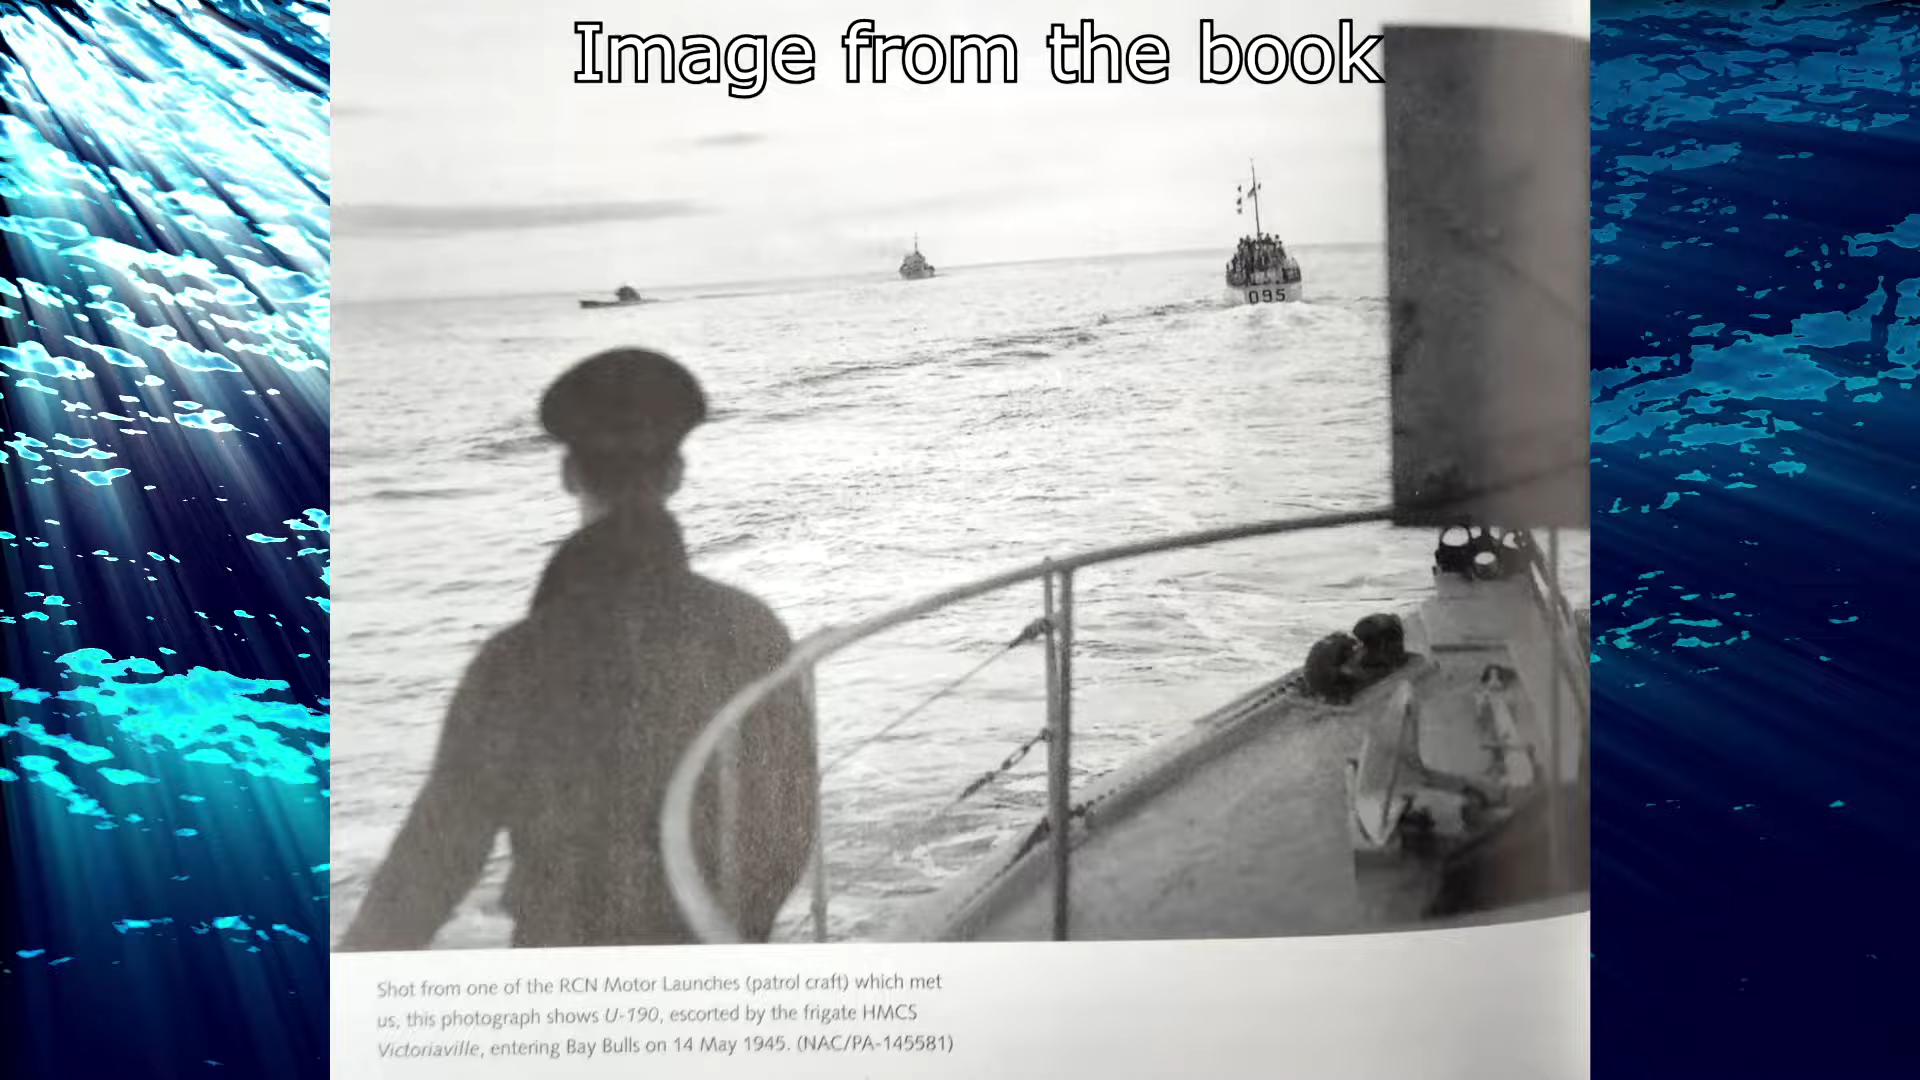 Image from the book
095
Shot from one of the RCN Motor Launches (patrol craft) which met
us, this photograph shows U-190, escorted by the frigate HMCS
Victoriaville, entering Bay Bulls on 14 May 1945. (NAC/PA-145581)